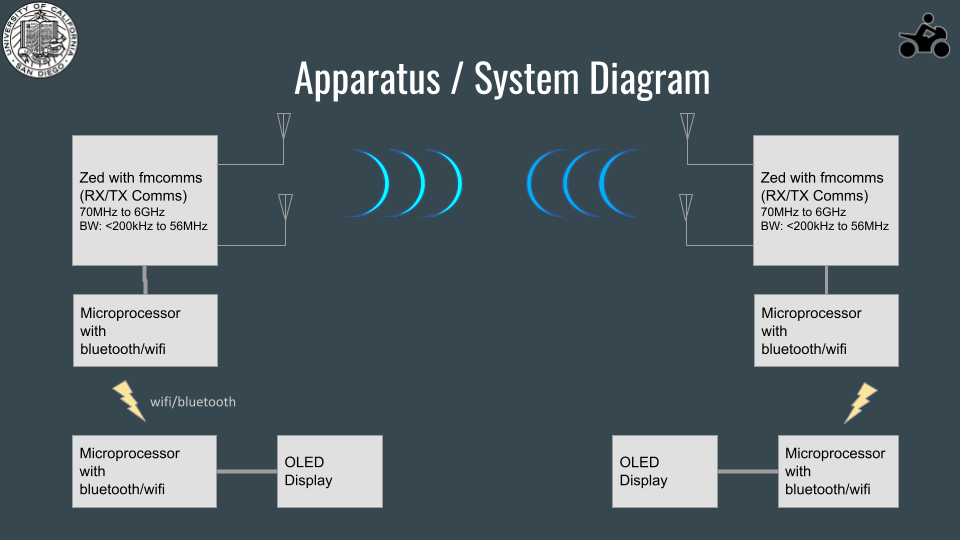 UNIVERSITY OF CALIFORNIA
SAN DIEGO
Apparatus / System Diagram
Zed with fmcomms
(RX/TX Comms)
70MHz to 6GHz
BW: <200kHz to 56MHz
Zed with fmcomms
(RX/TX Comms)
70MHz to 6GHz
BW: <200kHz to 56MHz
Microprocessor
with
bluetooth/wifi
Microprocessor
with
bluetooth/wifi
wifi/bluetooth
Microprocessor
with
bluetooth/wifi
OLED
Display
OLED
Display
Microprocessor
with
bluetooth/wifi